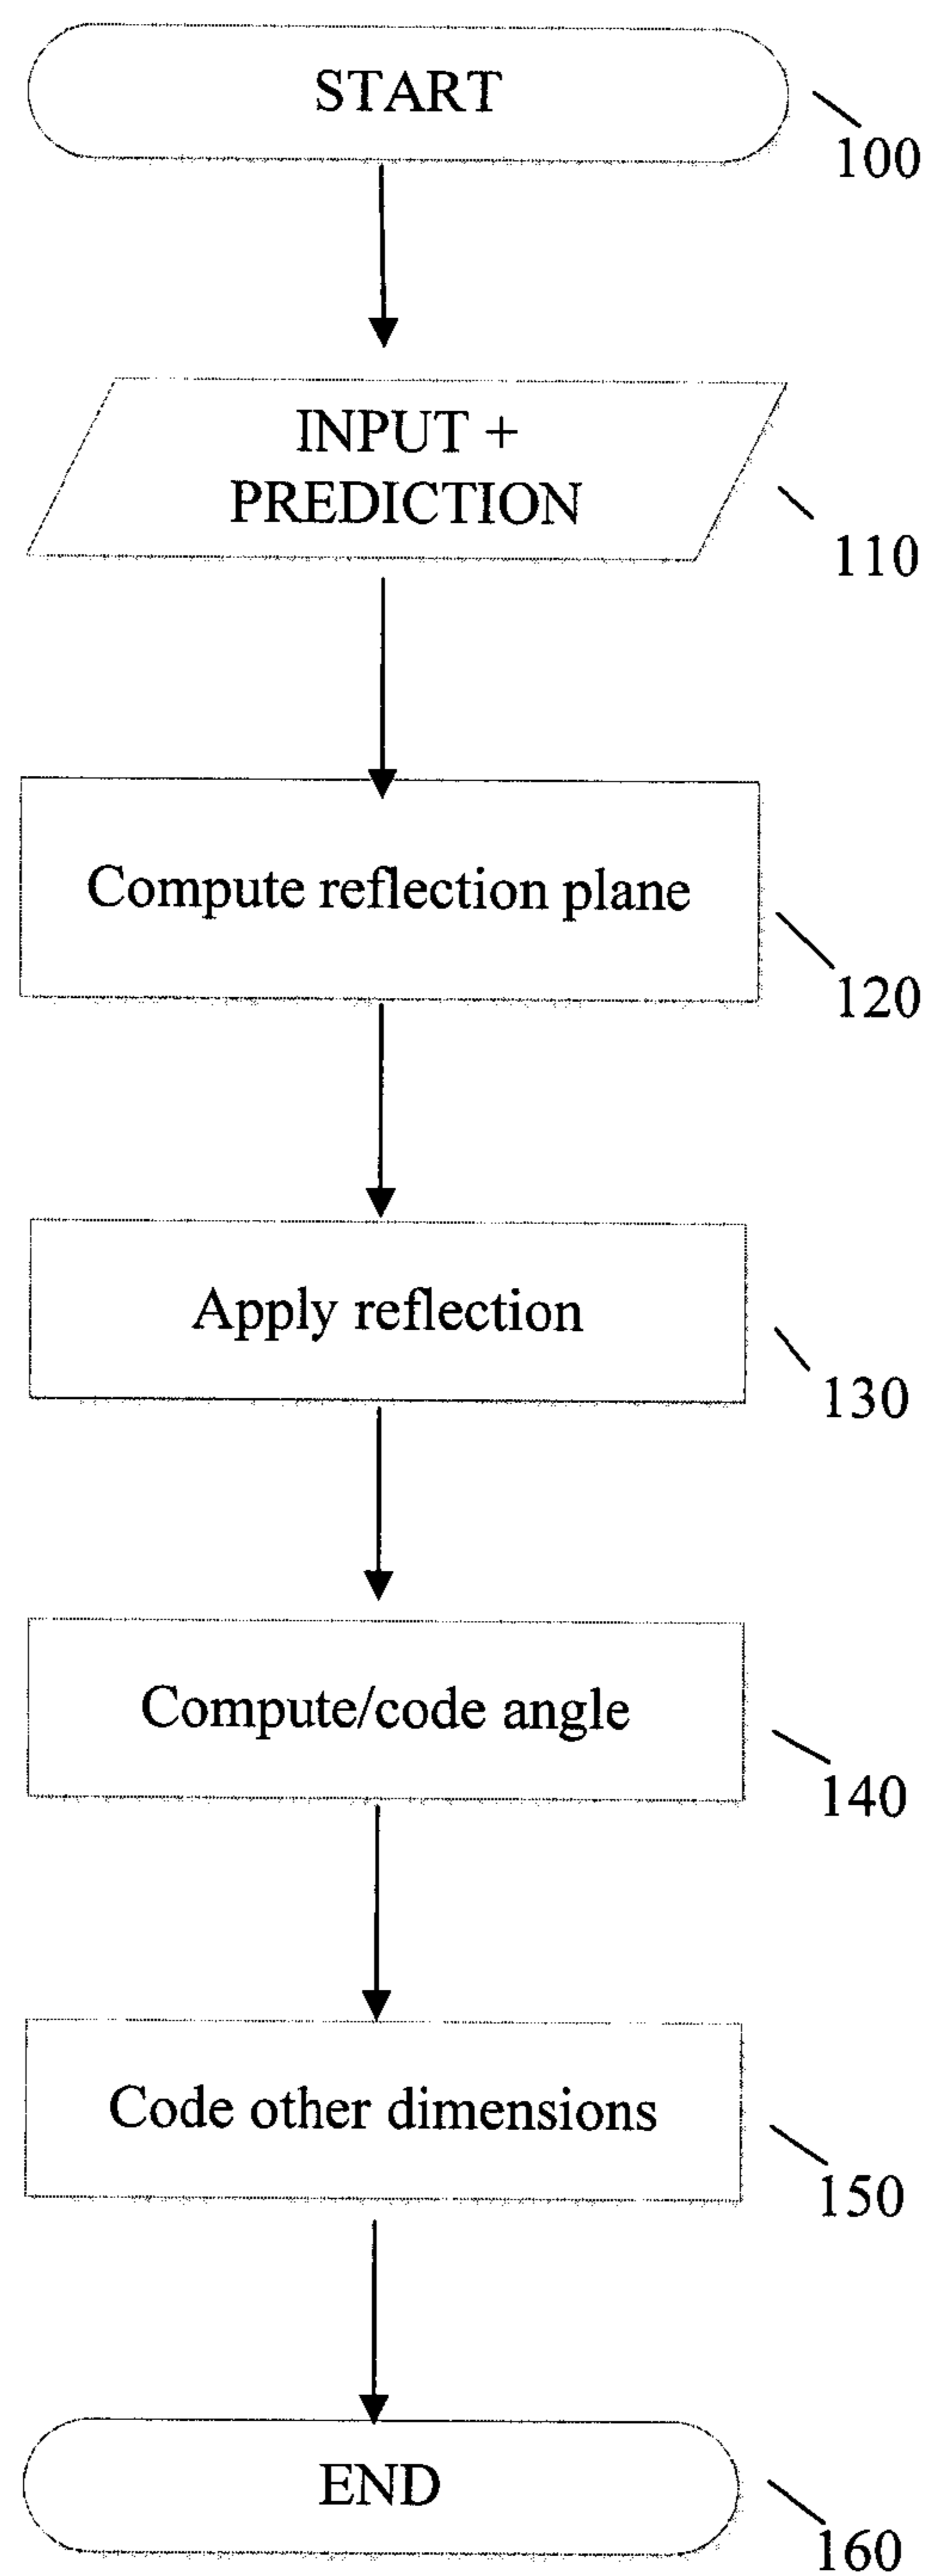 START
100
INPUT +
PREDICTION
110
Compute reflection plane
120
Apply reflection
130
Compute/code angle
140
Code other dimensions
150
END
160